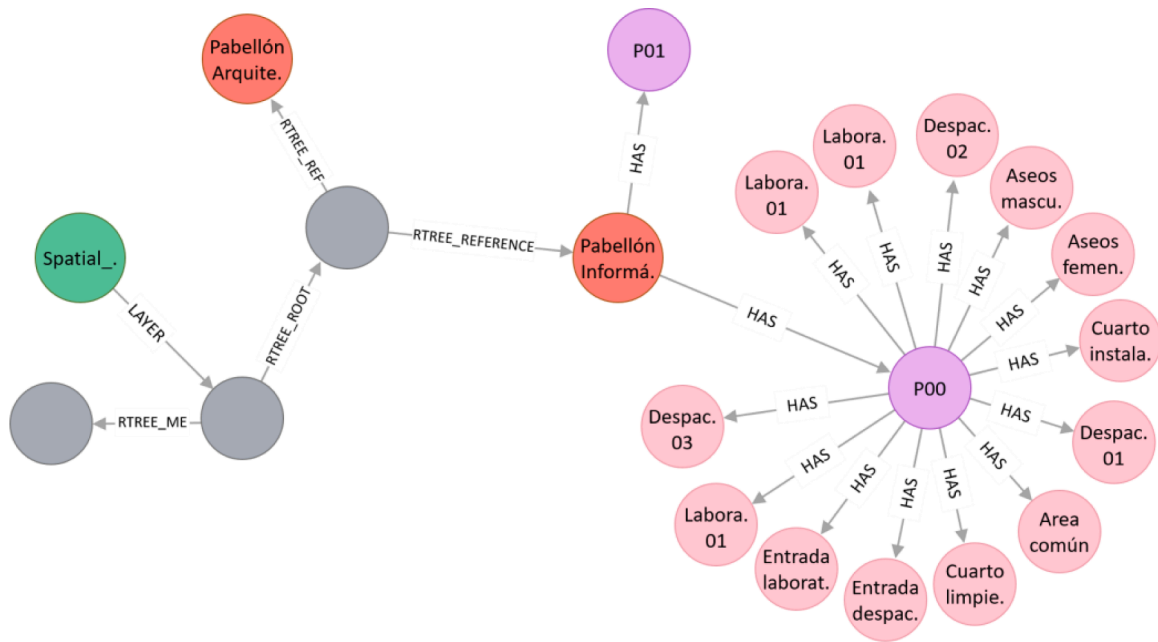 Pabellón
Arquite.
P01
RTREE_REF
HAS
Labora.
01
Despac.
02
Labora.
01
Aseos
mascu.
Spatial_.
RTREE_REFERENCE
Pabellón
Informá.
Aseos
femen.
HAS
HAS
HAS
HAS
HAS
HAS
LAYER
RTREE_ROOT
Cuarto
instala.
HAS
P00
RTREE_ME
Despac.
03
HAS
HAS
Despac.
01
HAS
HAS
HAS
HAS
HAS
Labora.
01
Area
común
Entrada
laborat.
Entrada
despac.
Cuarto
limpie.